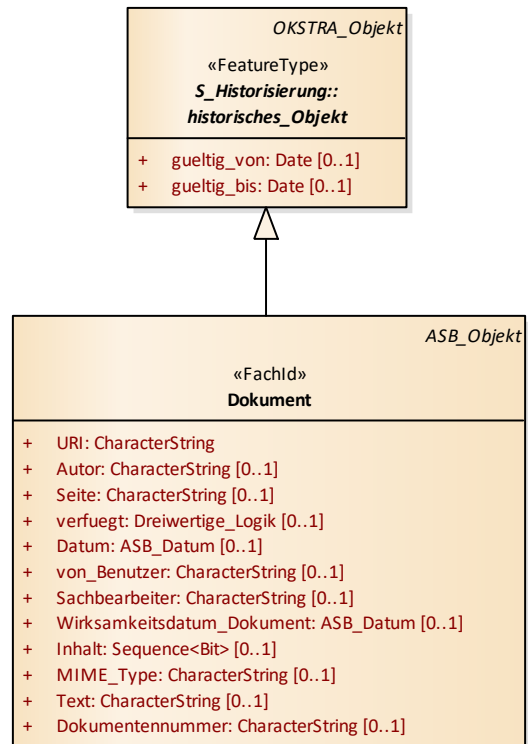 OKSTRA_Objekt
«FeatureType»
S_Historisierung::
historisches_Objekt
+ gueltig_von: Date [0..1]
+ gueltig_bis: Date [0..1]
ASB_Objekt
«FachId»
Dokument
+ URI: CharacterString
+ Autor: CharacterString [0..1]
+ Seite: CharacterString [0..1]
+ verfuegt: Dreiwertige_Logik [0..1]
+ Datum: ASB_Datum [0..1]
+ von_Benutzer: CharacterString [0..1]
+ Sachbearbeiter: CharacterString [0..1]
+ Wirksamkeitsdatum_Dokument: ASB_Datum [0..1]
+ Inhalt: Sequence<Bit> [0..1]
+ MIME_Type: CharacterString [0..1]
+ Text: CharacterString [0..1]
+ Dokumentennummer: CharacterString [0..1]